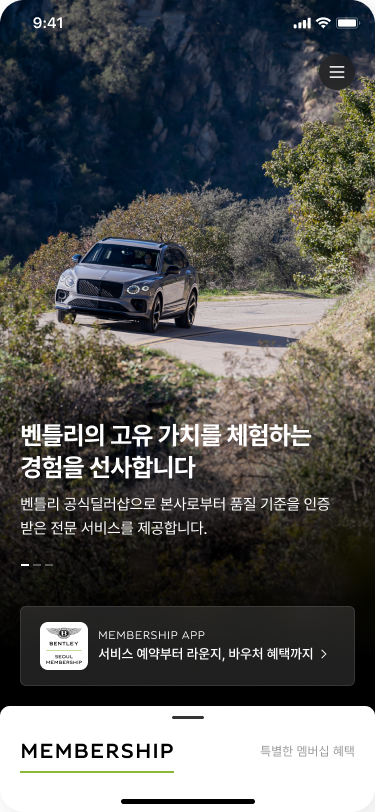 9:41
벤틀리의 고유 가치를 체험하는
경험을 선사합니다
벤틀리 공식딜러샵으로 본사로부터 품질 기준을 인증
받은 전문 서비스를 제공합니다.
BENTLEY
SEOUL
MEMBERSHIP
MEMBERSHIP APP
서비스 예약부터 라운지, 바우처 혜택까지
MEMBERSHIP
특별한 멤버십 혜택